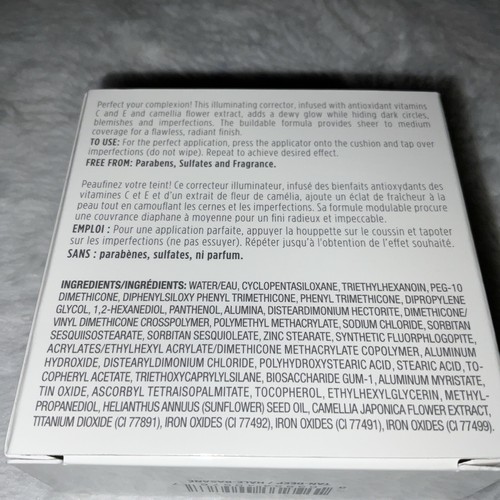 Perfect your complexion! This illuminating corrector, infused with antioxidant vitamins
C and E and camellia flower extract, adds a dewy glow while hiding dark circles,
blemishes and imperfections. The buildable formula provides sheer to medium
coverage for a flawless, radiant finish.
TO USE: For the perfect application, press the applicator onto the cushion and tap over
imperfections (do not wipe). Repeat to achieve desired effect.
FREE FROM: Parabens, Sulfates and Fragrance.
Peaufinez votre teint! Ce correcteur illuminateur, infusé des bienfaits antioxydants des
vitamines C et E et d'un extrait de fleur de camélia, ajoute un éclat de fraîcheur à la
peau tout en camouflant les cernes et les imperfections. Sa formule modulable procure
une couvrance diaphane à moyenne pour un fini radieux et impeccable.
EMPLOI : Pour une application parfaite, appuyer la houppette sur le coussin et tapoter
sur les imperfections (ne pas essuyer). Répéter jusqu'à l'obtention de l'effet souhaité.
SANS : parabènes, sulfates, ni parfum.
INGREDIENTS/INGRÉDIENTS: WATER/EAU, CYCLOPENTASILOXANE, TRIETHYLHEXANOIN, PEG-10
DIMETHICONE, DIPHENYLSILOXY PHENYL TRIMETHICONE, PHENYL TRIMETHICONE, DIPROPYLENE
GLYCOL, 1,2-HEXANEDIOL, PANTHENOL, ALUMINA, DISTEARDIMONIUM HECTORITE, DIMETHICONE/
VINYL DIMETHICONE CROSSPOLYMER, POLYMETHYL METHACRYLATE, SODIUM CHLORIDE, SORBITAN
SESQUIISOSTEARATE, SORBITAN SESQUIOLEATE, ZINC STEARATE, SYNTHETIC FLUORPHLOGOPITE,
ACRYLATES/ETHYLHEXYL ACRYLATE/DIMETHICONE METHACRYLATE COPOLYMER, ALUMINUM
HYDROXIDE, DISTEARYLDIMONIUM CHLORIDE, POLYHYDROXYSTEARIC ACID, STEARIC ACID, TO-
COPHERYL ACETATE, TRIETHOXYCAPRYLYLSILANE, BIOSACCHARIDE GUM-1, ALUMINUM MYRISTATE,
TIN OXIDE, ASCORBYL TETRAISOPALMITATE, TOCOPHEROL, ETHYLHEXYLGLYCERIN, METHYL-
PROPANEDIOL, HELIANTHUS ANNUUS (SUNFLOWER) SEED OIL, CAMELLIA JAPONICA FLOWER EXTRACT,
TITANIUM DIOXIDE (CI 77891), IRON OXIDES (CI 77492), IRON OXIDES (CI 77491), IRON OXIDES (CI 77499).